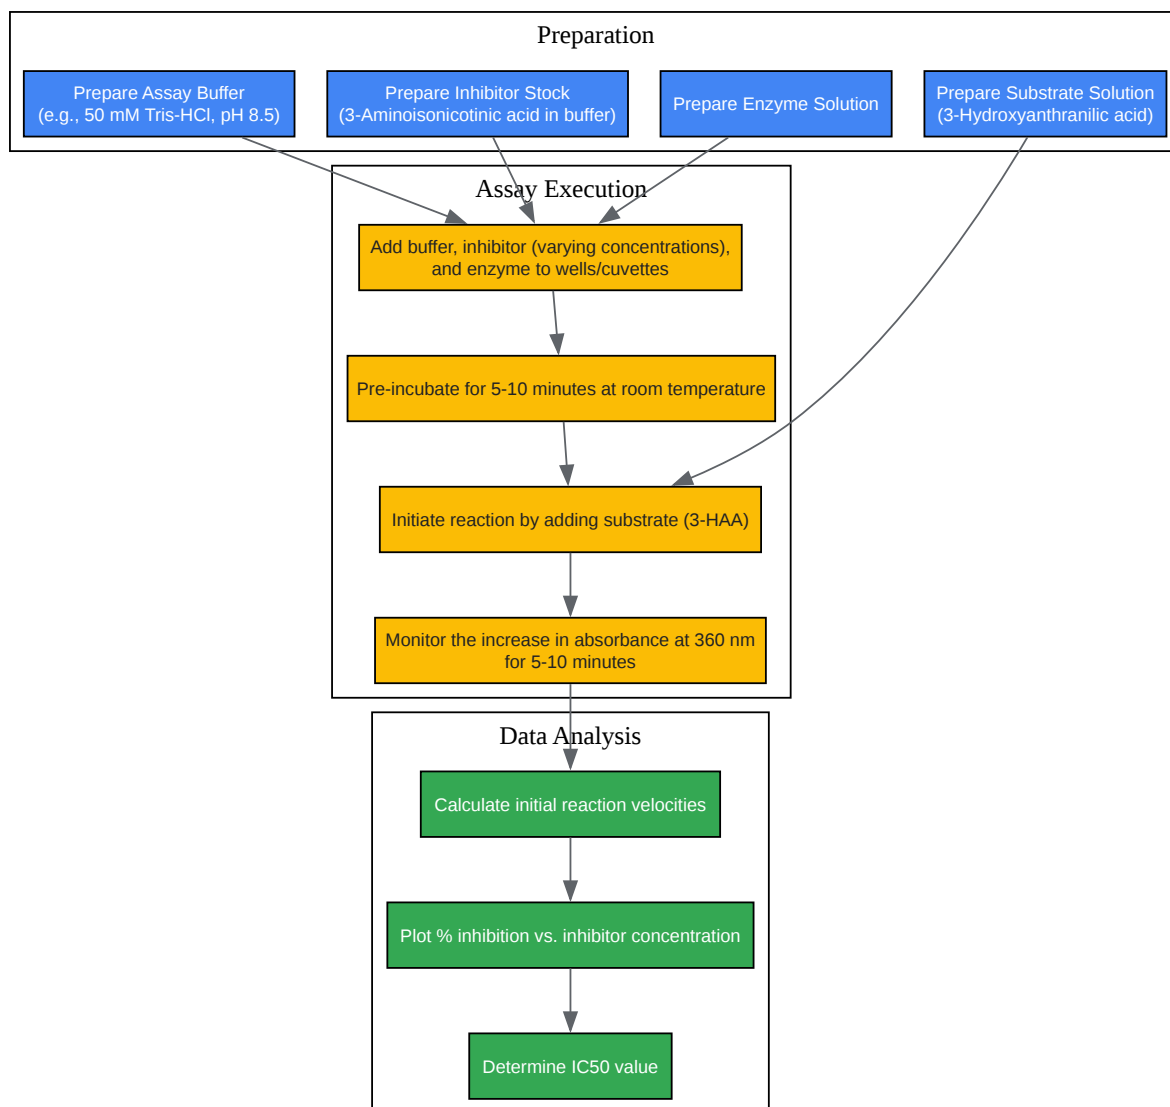 Preparation
Prepare Assay Buffer
(e.g., 50 mM Tris-HCl, pH 8.5)
Prepare Inhibitor Stock
(3-Aminoisonicotinic acid in buffer)
Prepare Enzyme Solution
Prepare Substrate Solution
(3-Hydroxyanthranilic acid)
Assay Execution
Add buffer, inhibitor (varying concentrations),
and enzyme to wells/cuvettes
Pre-incubate for 5-10 minutes at room temperature
Initiate reaction by adding substrate (3-HAA)
Monitor the increase in absorbance at 360 nm
for 5-10 minutes
Data Analysis
Calculate initial reaction velocities
Plot % inhibition vs. inhibitor concentration
Determine IC50 value